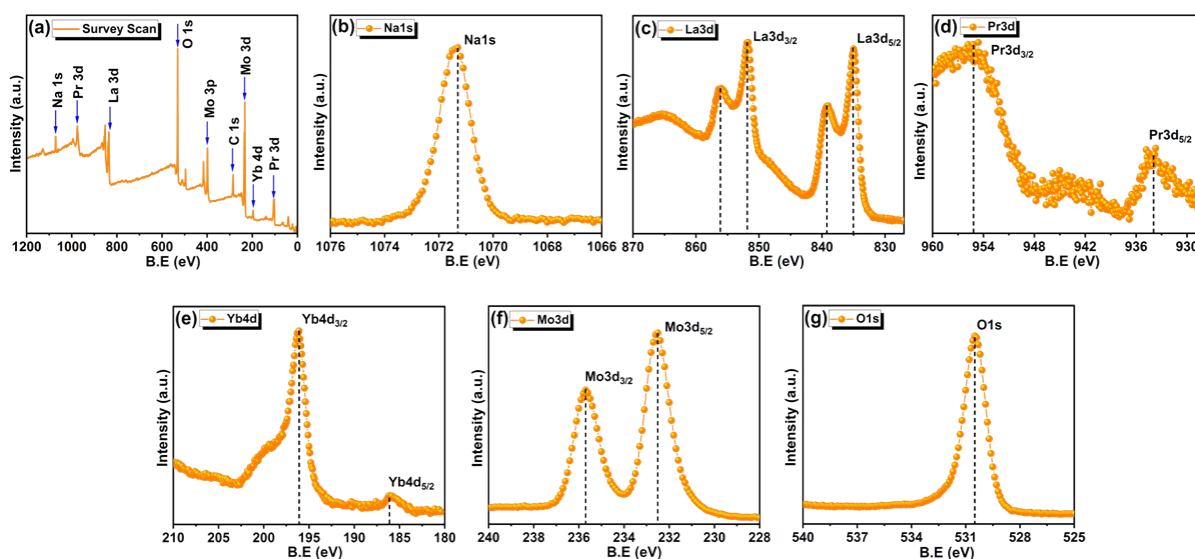 (a) Survey Scan
Na 1s
Pr 3d
La 3d
O 1s
Mo 3p
C 1s
Mo 3d
Yb 4d
Pr 3d
Intensity (a.u.)
1200 1000 800 600 400 200 0
B.E (eV)
(b) Na1s
Na1s
Intensity (a.u.)
1076 1074 1072 1070 1068 1066
B.E (eV)
(c) La3d
La3d3/2
La3d5/2
Intensity (a.u.)
870 860 850 840 830
B.E (eV)
(d) Pr3d
Pr3d3/2
Pr3d5/2
Intensity (a.u.)
960 954 948 942 936 930
B.E (eV)
(e) Yb4d
Yb4d3/2
Yb4d5/2
Intensity (a.u.)
210 205 200 195 190 185 180
B.E (eV)
(f) Mo3d
Mo3d3/2
Mo3d5/2
Intensity (a.u.)
240 238 236 234 232 230 228
B.E (eV)
(g) O1s
O1s
Intensity (a.u.)
540 537 534 531 528 525
B.E (eV)